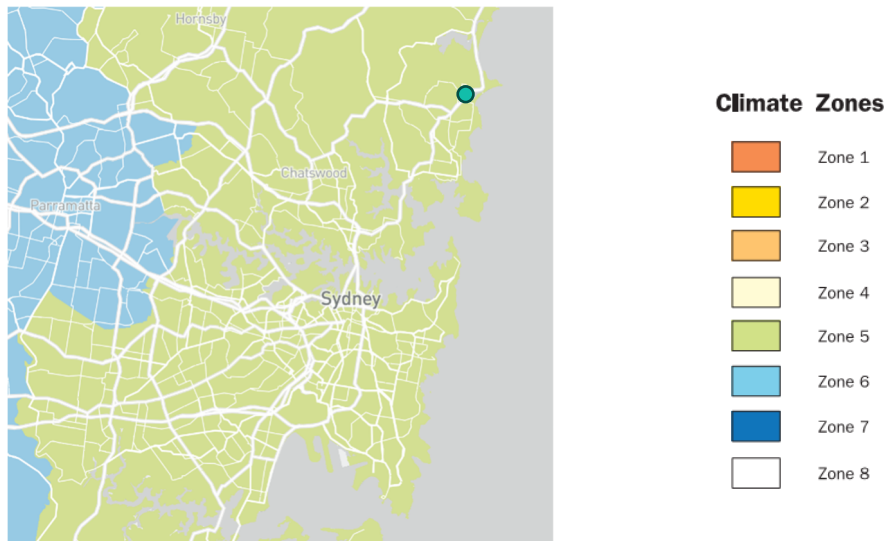 Hornsby
Chatswood
Parramatta
Sydney
Climate Zones
Zone 1
Zone 2
Zone 3
Zone 4
Zone 5
Zone 6
Zone 7
Zone 8